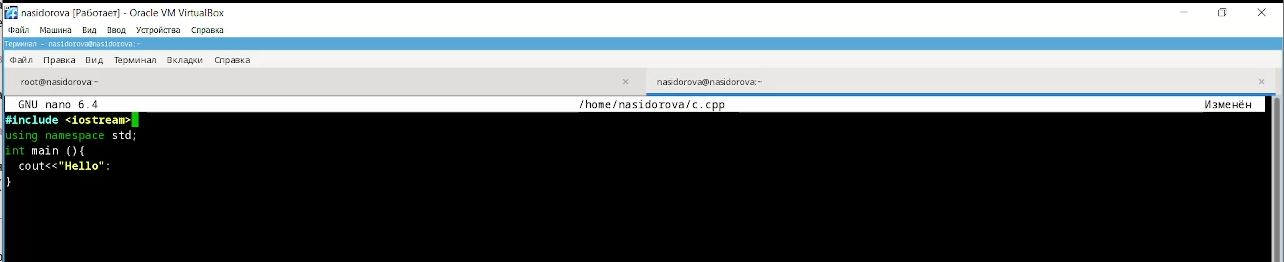 nasidorova [Работает] - Oracle VM VirtualBox
Файл Машина Вид Ввод Устройства Справка
Терминал - nasidorova@nasidorova:~
Файл Правка Вид Терминал Вкладки Справка
root@nasidorova:~ × nasidorova@nasidorova:~ ×
GNU nano 6.4 /home/nasidorova/c.cpp Изменён
#include <iostream>
using namespace std;
int main (){
cout<<"Hello":
}